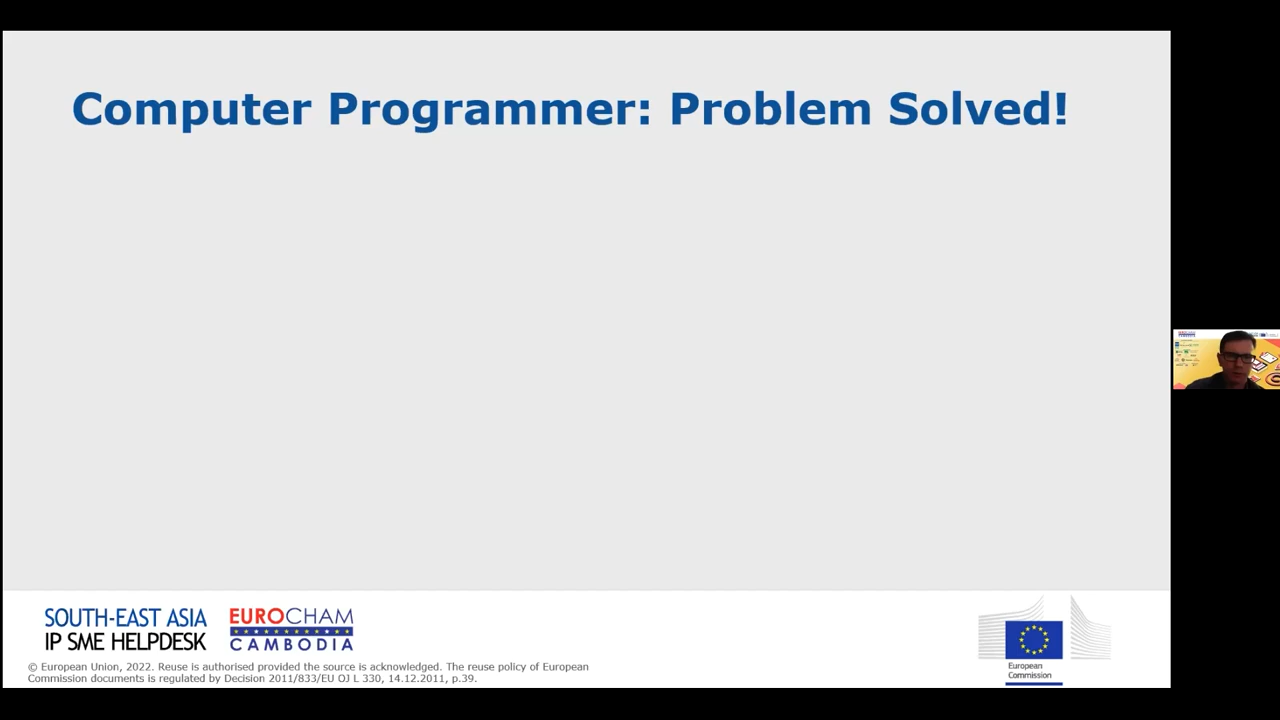 Computer Programmer: Problem Solved!
SOUTH-EAST ASIA
IP SME HELPDESK
EUROCHAM
CAMBODIA
© European Union, 2022. Reuse is authorised provided the source is acknowledged. The reuse policy of European
Commission documents is regulated by Decision 2011/833/EU OJ L 330, 14.12.2011, p.39.
European
Commission